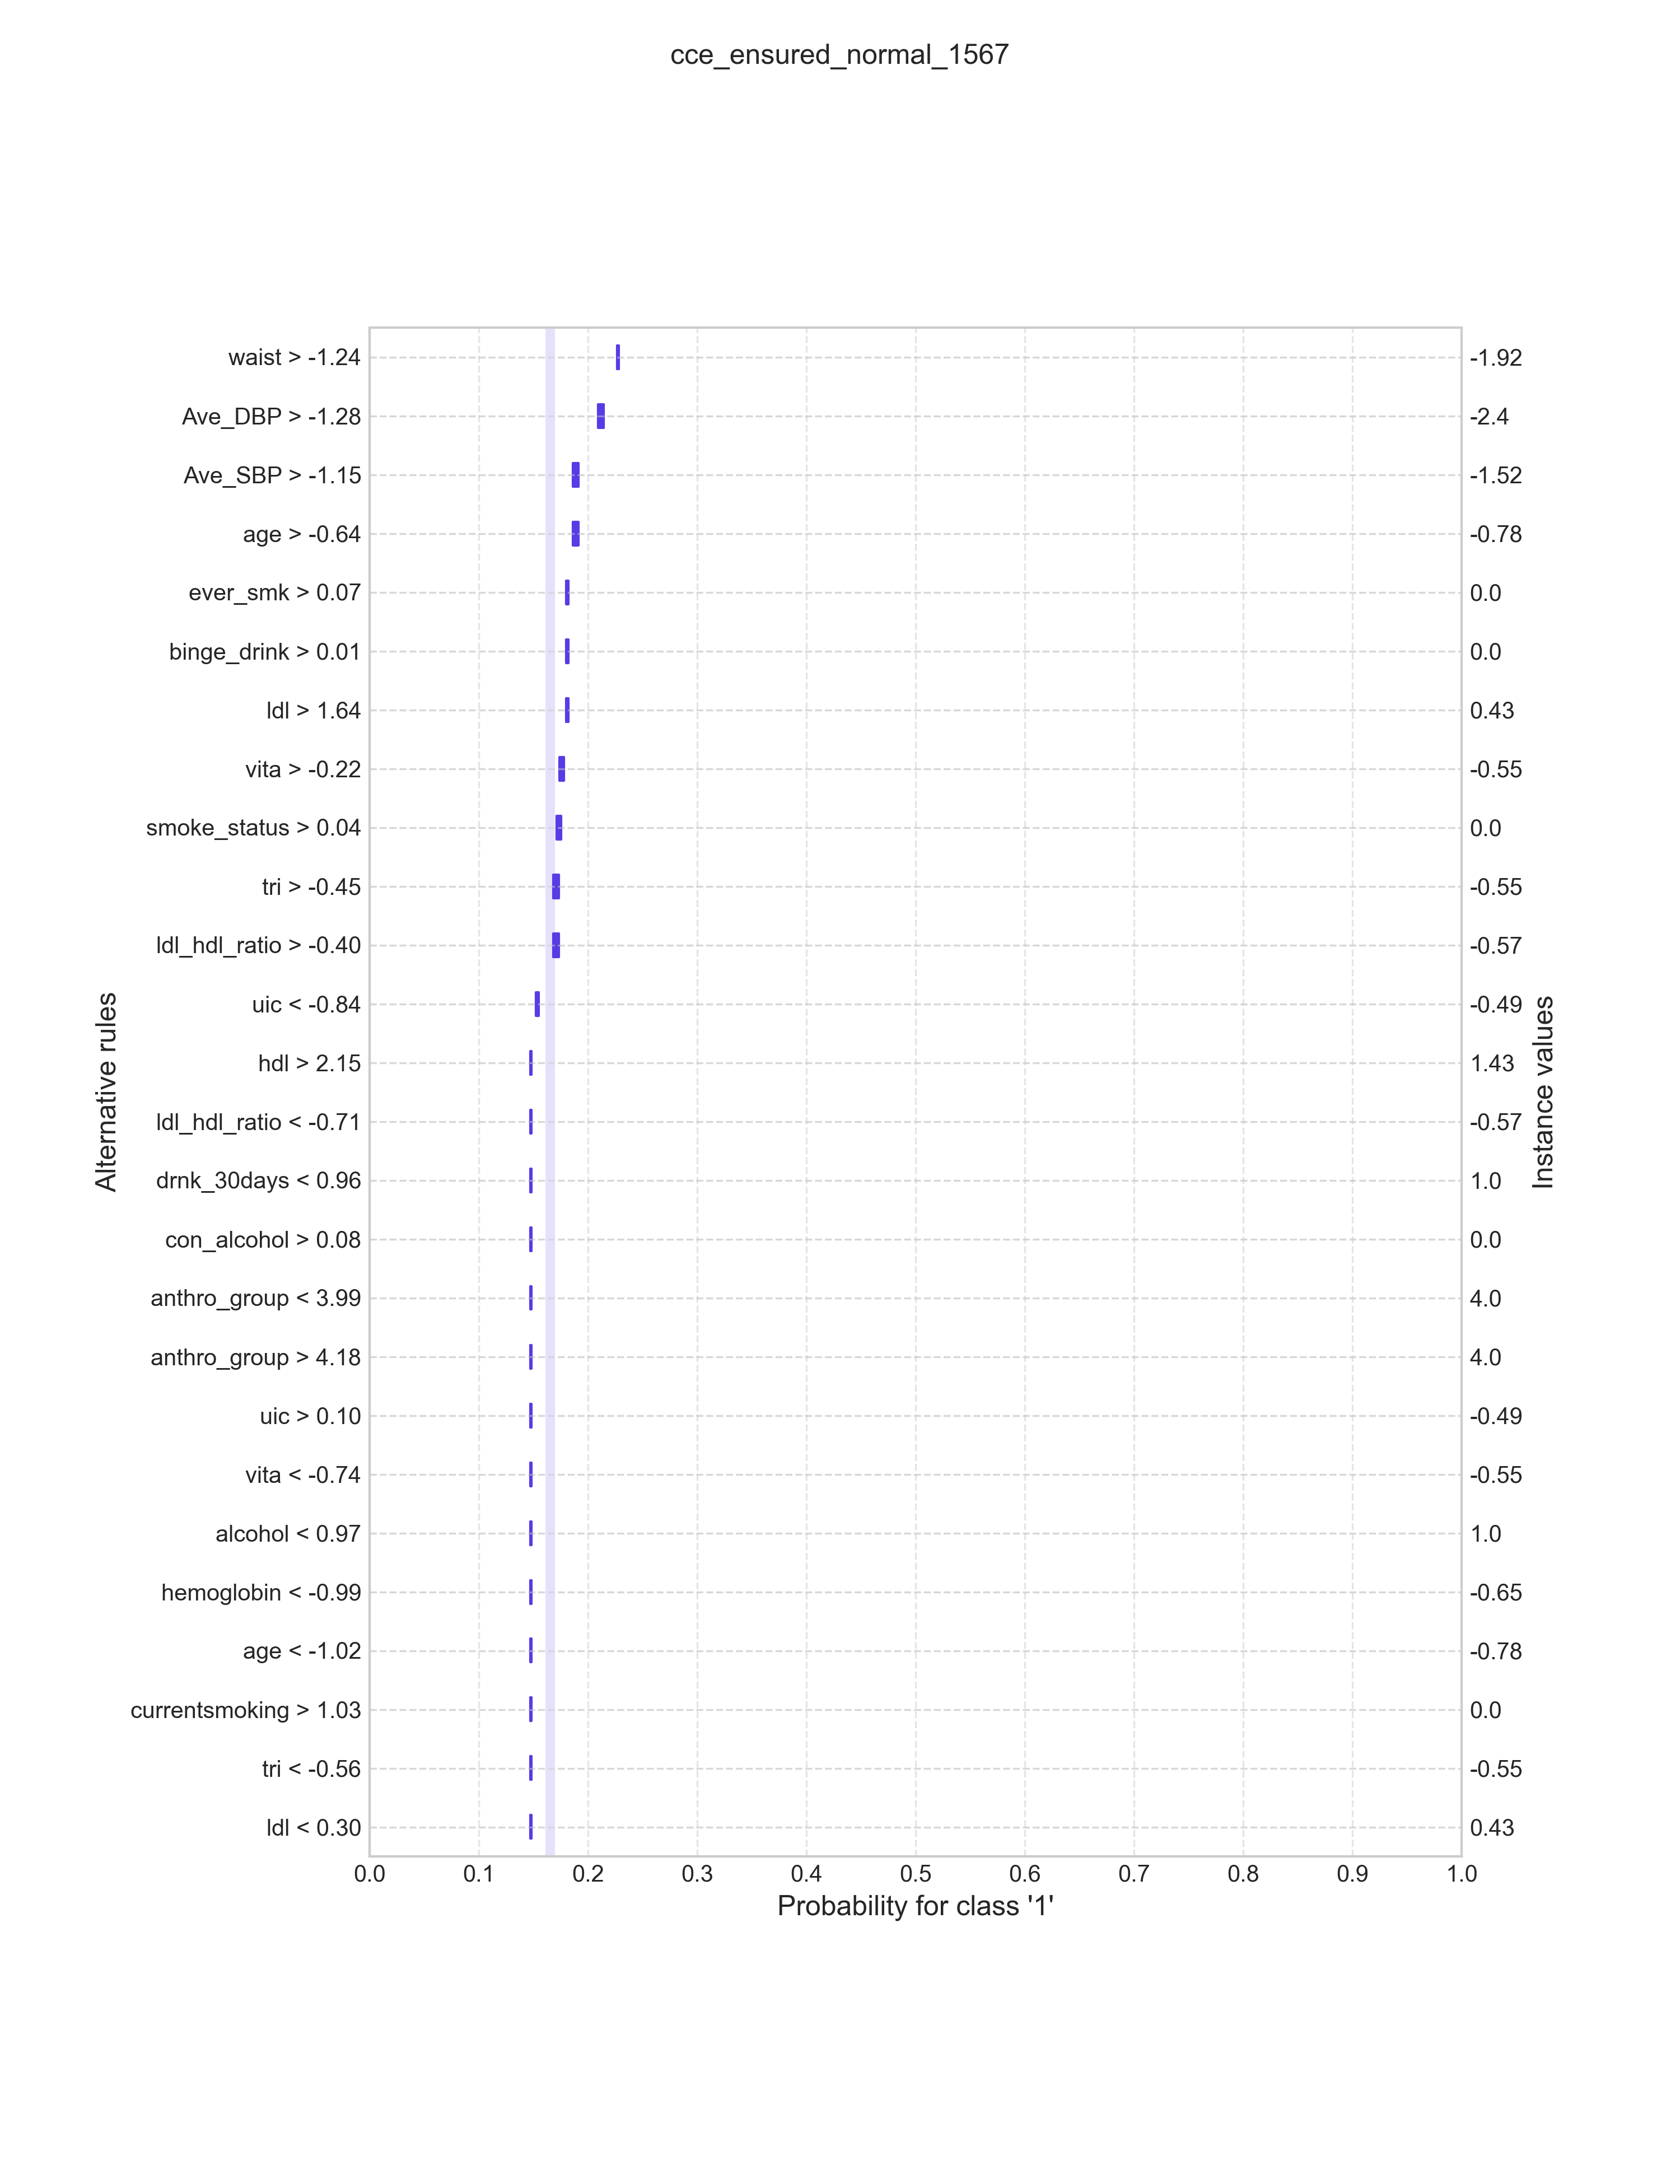 cce_ensured_normal_1567
waist > -1.24 -1.92
Ave_DBP > -1.28 -2.4
Ave_SBP > -1.15 -1.52
age > -0.64 -0.78
ever_smk > 0.07 0.0
binge_drink > 0.01 0.0
ldl > 1.64 0.43
vita > -0.22 -0.55
smoke_status > 0.04 0.0
tri > -0.45 -0.55
ldl_hdl_ratio > -0.40 -0.57
uic < -0.84 -0.49
hdl > 2.15 1.43
ldl_hdl_ratio < -0.71 -0.57
drnk_30days < 0.96 1.0
con_alcohol > 0.08 0.0
anthro_group < 3.99 4.0
anthro_group > 4.18 4.0
uic > 0.10 -0.49
vita < -0.74 -0.55
alcohol < 0.97 1.0
hemoglobin < -0.99 -0.65
age < -1.02 -0.78
currentsmoking > 1.03 0.0
tri < -0.56 -0.55
ldl < 0.30 0.43
Alternative rules
Instance values
0.0 0.1 0.2 0.3 0.4 0.5 0.6 0.7 0.8 0.9 1.0
Probability for class '1'